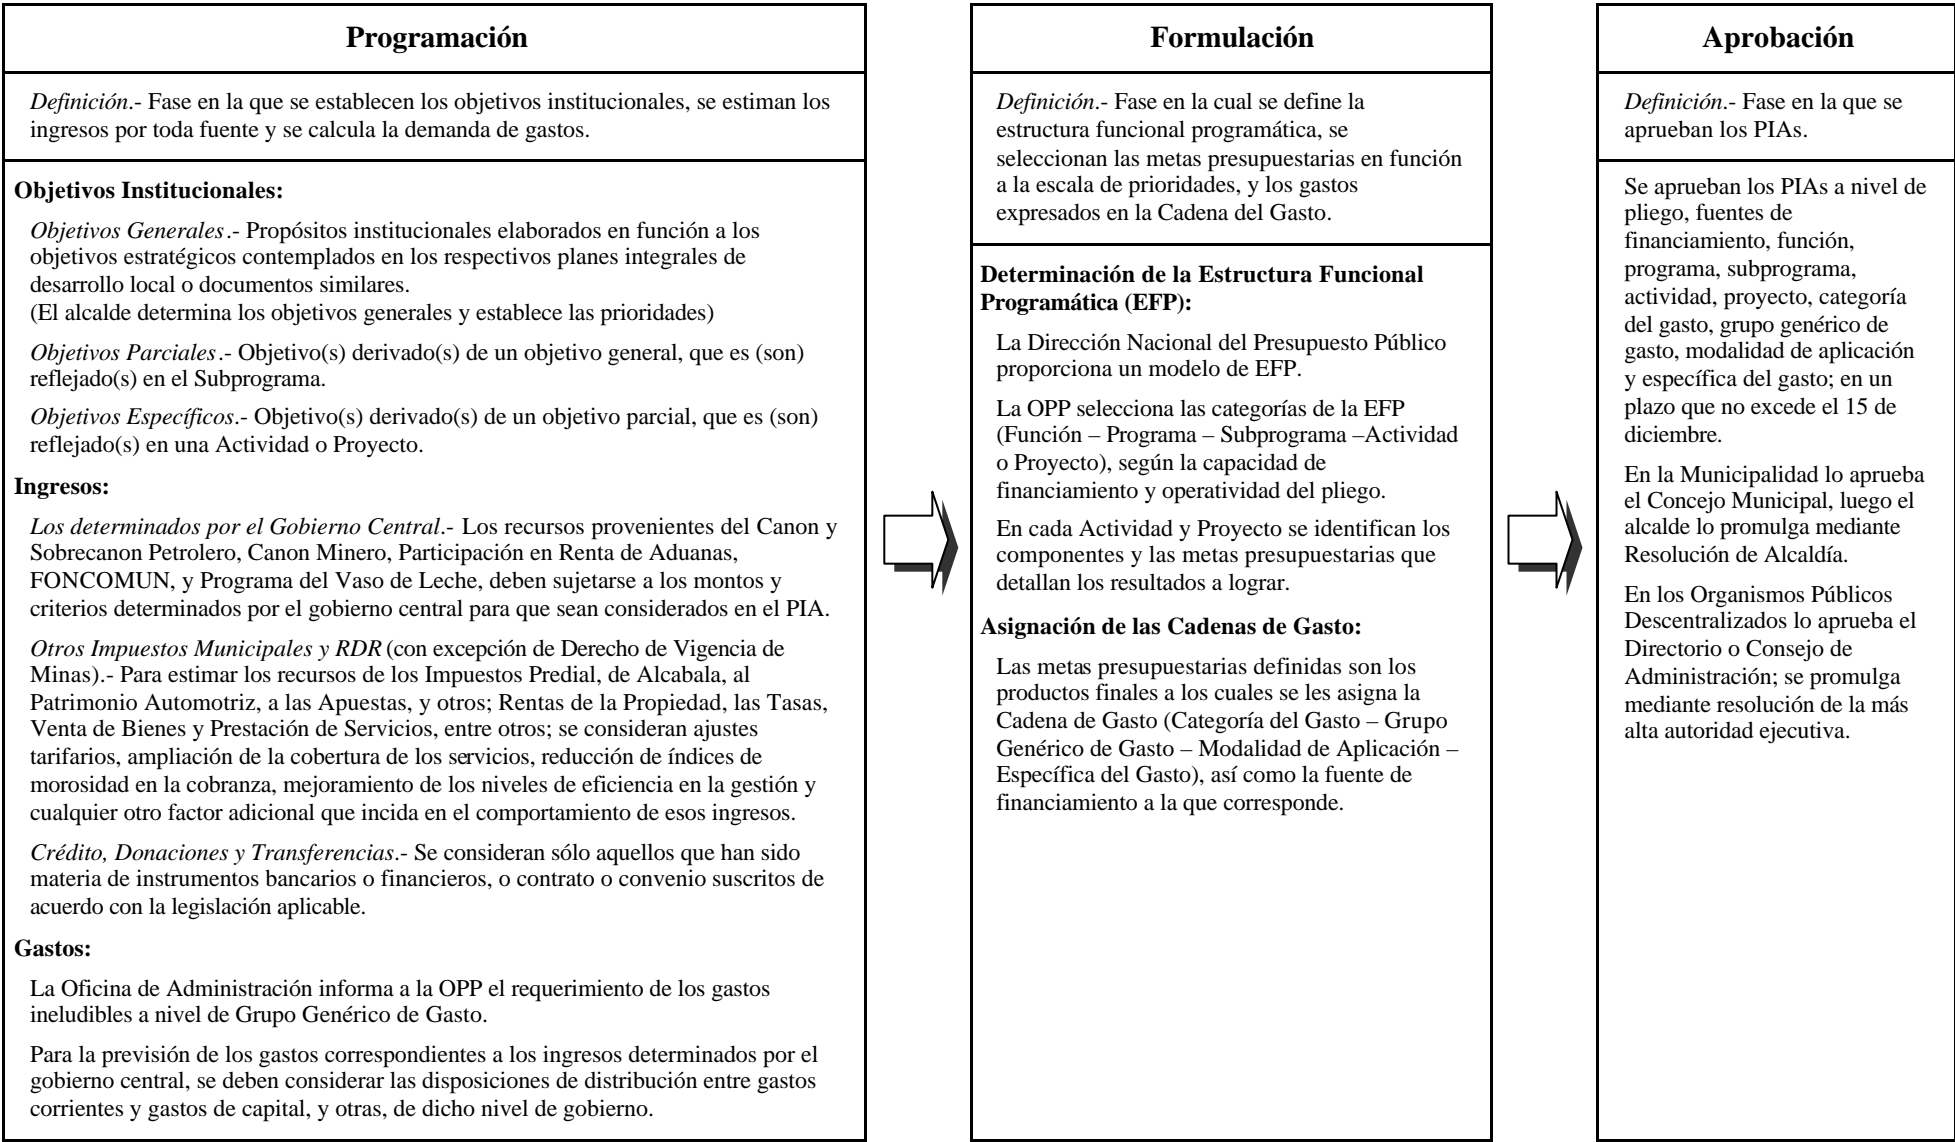 Programación
Definición.- Fase en la que se establecen los objetivos institucionales, se estiman los
ingresos por toda fuente y se calcula la demanda de gastos.
Objetivos Institucionales:
Objetivos Generales.- Propósitos institucionales elaborados en función a los
objetivos estratégicos contemplados en los respectivos planes integrales de
desarrollo local o documentos similares.
(El alcalde determina los objetivos generales y establece las prioridades)
Objetivos Parciales.- Objetivo(s) derivado(s) de un objetivo general, que es (son)
reflejado(s) en el Subprograma.
Objetivos Específicos.- Objetivo(s) derivado(s) de un objetivo parcial, que es (son)
reflejado(s) en una Actividad o Proyecto.
Ingresos:
Los determinados por el Gobierno Central.- Los recursos provenientes del Canon y
Sobrecanon Petrolero, Canon Minero, Participación en Renta de Aduanas,
FONCOMUN, y Programa del Vaso de Leche, deben sujetarse a los montos y
criterios determinados por el gobierno central para que sean considerados en el PIA.
Otros Impuestos Municipales y RDR (con excepción de Derecho de Vigencia de
Minas).- Para estimar los recursos de los Impuestos Predial, de Alcabala, al
Patrimonio Automotriz, a las Apuestas, y otros; Rentas de la Propiedad, las Tasas,
Venta de Bienes y Prestación de Servicios, entre otros; se consideran ajustes
tarifarios, ampliación de la cobertura de los servicios, reducción de índices de
morosidad en la cobranza, mejoramiento de los niveles de eficiencia en la gestión y
cualquier otro factor adicional que incida en el comportamiento de esos ingresos.
Crédito, Donaciones y Transferencias.- Se consideran sólo aquellos que han sido
materia de instrumentos bancarios o financieros, o contrato o convenio suscritos de
acuerdo con la legislación aplicable.
Gastos:
La Oficina de Administración informa a la OPP el requerimiento de los gastos
ineludibles a nivel de Grupo Genérico de Gasto.
Para la previsión de los gastos correspondientes a los ingresos determinados por el
gobierno central, se deben considerar las disposiciones de distribución entre gastos
corrientes y gastos de capital, y otras, de dicho nivel de gobierno.
Formulación
Definición.- Fase en la cual se define la
estructura funcional programática, se
seleccionan las metas presupuestarias en función
a la escala de prioridades, y los gastos
expresados en la Cadena del Gasto.
Determinación de la Estructura Funcional
Programática (EFP):
La Dirección Nacional del Presupuesto Público
proporciona un modelo de EFP.
La OPP selecciona las categorías de la EFP
(Función – Programa – Subprograma –Actividad
o Proyecto), según la capacidad de
financiamiento y operatividad del pliego.
En cada Actividad y Proyecto se identifican los
componentes y las metas presupuestarias que
detallan los resultados a lograr.
Asignación de las Cadenas de Gasto:
Las metas presupuestarias definidas son los
productos finales a los cuales se les asigna la
Cadena de Gasto (Categoría del Gasto – Grupo
Genérico de Gasto – Modalidad de Aplicación –
Específica del Gasto), así como la fuente de
financiamiento a la que corresponde.
Aprobación
Definición.- Fase en la que se
aprueban los PIAs.
Se aprueban los PIAs a nivel de
pliego, fuentes de
financiamiento, función,
programa, subprograma,
actividad, proyecto, categoría
del gasto, grupo genérico de
gasto, modalidad de aplicación
y específica del gasto; en un
plazo que no excede el 15 de
diciembre.
En la Municipalidad lo aprueba
el Concejo Municipal, luego el
alcalde lo promulga mediante
Resolución de Alcaldía.
En los Organismos Públicos
Descentralizados lo aprueba el
Directorio o Consejo de
Administración; se promulga
mediante resolución de la más
alta autoridad ejecutiva.